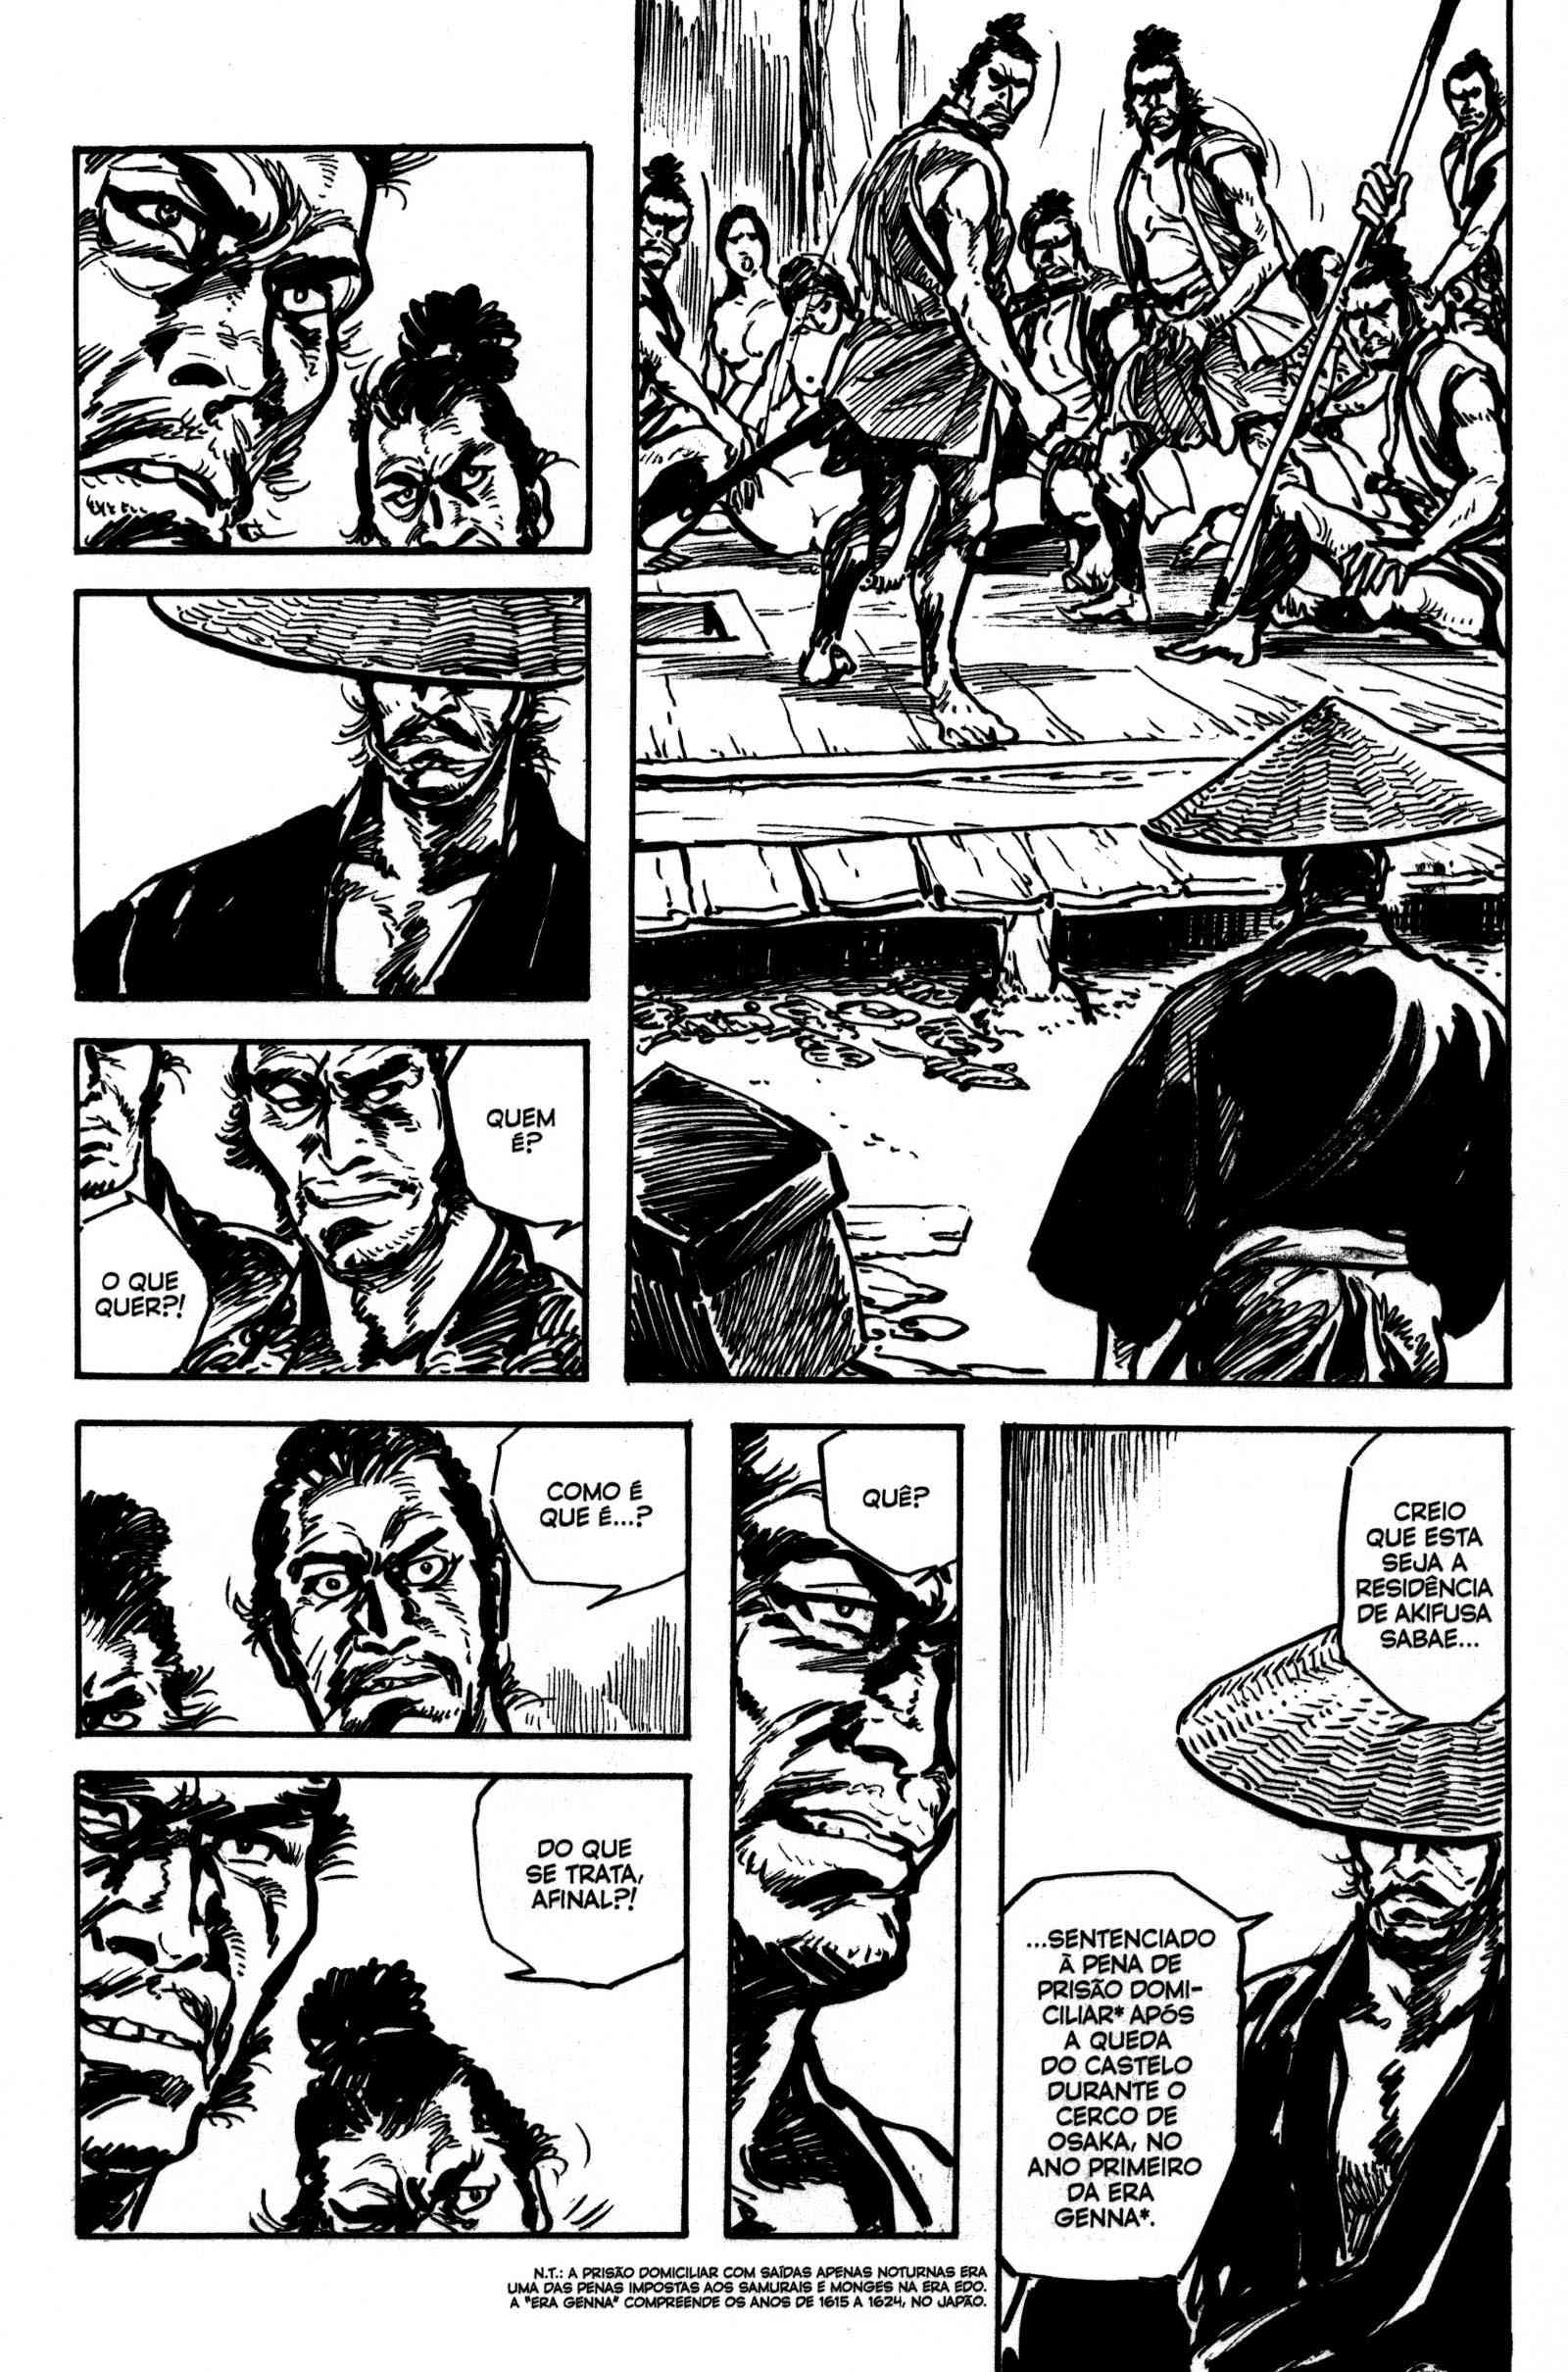 QUEM
É?
O QUE
QUER?!
CREIO
QUE ESTA
SEJA A
RESIDÊNCIA
DE AKIFUSA
SABAE...
...SENTENCIADO
À PENA DE
PRISÃO DOMI-
CILIAR* APÓS
A QUEDA
DO CASTELO
DURANTE O
CERCO DE
OSAKA, NO
ANO PRIMEIRO
DA ERA
GENNA*.
QUÊ?
COMO É
QUE É...?
DO QUE
SE TRATA,
AFINAL?!
N.T.: A PRISÃO DOMICILIAR COM SAÍDAS APENAS NOTURNAS ERA
UMA DAS PENAS IMPOSTAS AOS SAMURAIS E MONGES NA ERA EDO.
A "ERA GENNA" COMPREENDE OS ANOS DE 1615 A 1624, NO JAPÃO.